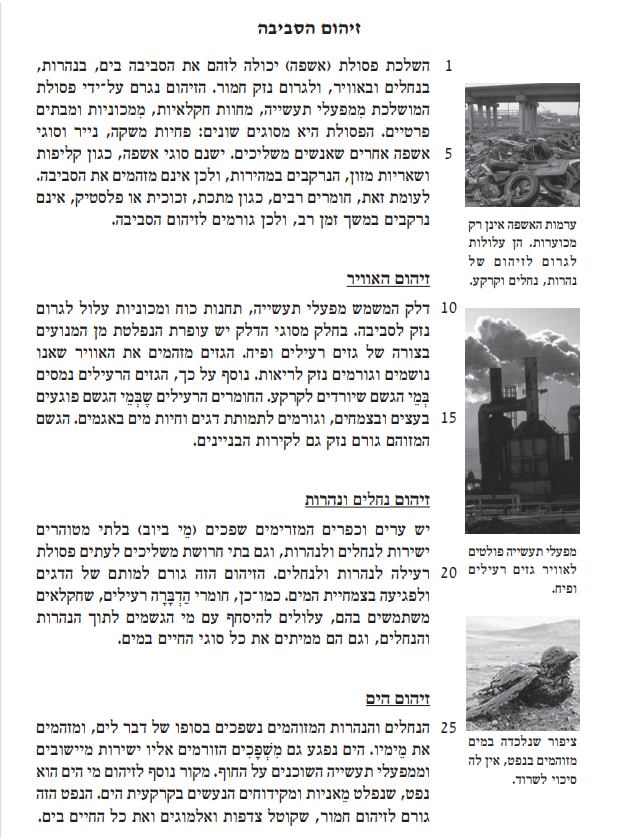 זיהום הסביבה
1
השלכת פסולת (אשפה) יכולה לזהם את הסביבה בים, בנהרות,
בנחלים ובאוויר, ולגרום נזק חמור. הזיהום נגרם על־ידי פסולת
המושלכת מִמפעלי תעשייה, מחוות חקלאיות, מִמכוניות ומבתים
פרטיים. הפסולת היא מסוגים שונים: פחיות משקה, נייר וסוגי
5
אשפה אחרים שאנשים משליכים. ישנם סוגי אשפה, כגון קליפות
ושאריות מזון, הנרקבים במהירות, ולכן אינם מזהמים את הסביבה.
לעומת זאת, חומרים רבים, כגון מתכת, זכוכית או פלסטיק, אינם
נרקבים במשך זמן רב, ולכן גורמים לזיהום הסביבה.
ערמות האשפה אינן רק
מכוערות. הן עלולות
לגרום לזיהום של
נהרות, נחלים וקרקע.
זיהום האוויר
10
דלק המשמש מפעלי תעשייה, תחנות כוח ומכוניות עלול לגרום
נזק לסביבה. בחלק מסוגי הדלק יש עופרת הנפלטת מן המנועים
בצורה של גזים רעילים ופיח. הגזים מזהמים את האוויר שאנו
נושמים וגורמים נזק לריאות. נוסף על כך, הגזים הרעילים נמסים
בְּמֵי הגשם שיורדים לקרקע. החומרים הרעילים שֶבְּמֵי הגשם פוגעים
15
בעצים ובצמחים, וגורמים לתמותת דגים וחיות מים באגמים. הגשם
המזוהם גורם נזק גם לקירות הבניינים.
מפעלי תעשייה פולטים
לאוויר גזים רעילים
ופיח.
זיהום נחלים ונהרות
יש ערים וכפרים המזרימים שפכים (מֵי ביוב) בלתי מטוהרים
ישירות לנחלים ולנהרות, וגם בתי חרושת משליכים לעתים פסולת
20
רעילה לנהרות ולנחלים. הזיהום הזה גורם למותם של הדגים
ולפגיעה בצמחיית המים. כמו־כן, חומרי הַדְבָּרָה רעילים, שחקלאים
משתמשים בהם, עלולים להיסחף עם מי הגשמים לתוך הנהרות
והנחלים, וגם הם ממיתים את כל סוגי החיים במים.
זיהום הים
25
הנחלים והנהרות המזוהמים נשפכים בסופו של דבר לים, ומזהמים
את מֵימיו. הים נפגע גם מִשְׁפָכִים הזורמים אליו ישירות מיישובים
וממפעלי תעשייה השוכנים על החוף. מקור נוסף לזיהום מי הים הוא
נפט, שנפלט מֵאניות ומקידוחים הנעשים בקרקעית הים. הנפט הזה
גורם לזיהום חמור, שקוטל צדפות ואלמוגים ואת כל החיים בים.
ציפור שנלכדה במים
מזוהמים בנפט, אין לה
סיכוי לשרוד.